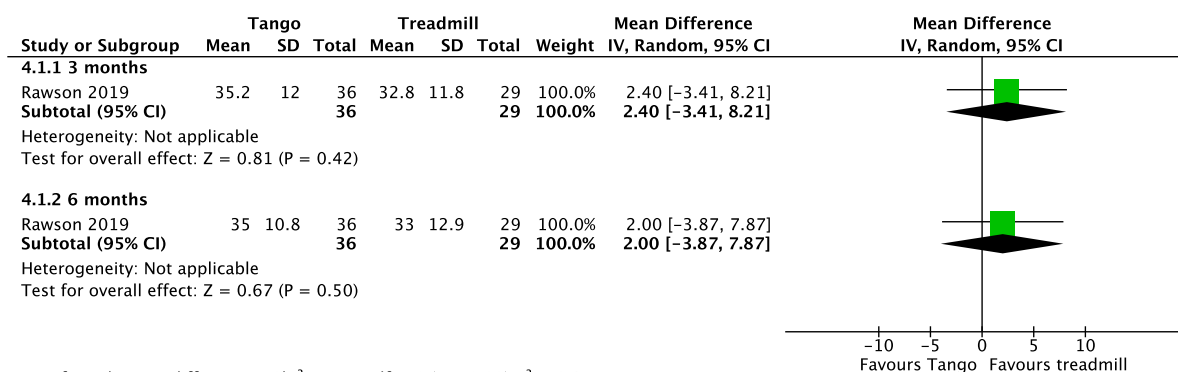 Tango Treadmill Mean Difference Mean Difference
Study or Subgroup Mean SD Total Mean SD Total Weight IV, Random, 95% CI IV, Random, 95% CI
4.1.1 3 months
Rawson 2019 35.2 12 36 32.8 11.8 29 100.0% 2.40 [−3.41, 8.21]
Subtotal (95% CI) 36 29 100.0% 2.40 [−3.41, 8.21]
Heterogeneity: Not applicable
Test for overall effect: Z = 0.81 (P = 0.42)
4.1.2 6 months
Rawson 2019 35 10.8 36 33 12.9 29 100.0% 2.00 [−3.87, 7.87]
Subtotal (95% CI) 36 29 100.0% 2.00 [−3.87, 7.87]
Heterogeneity: Not applicable
Test for overall effect: Z = 0.67 (P = 0.50)
−10 −5 0 5 10
Favours Tango Favours treadmill